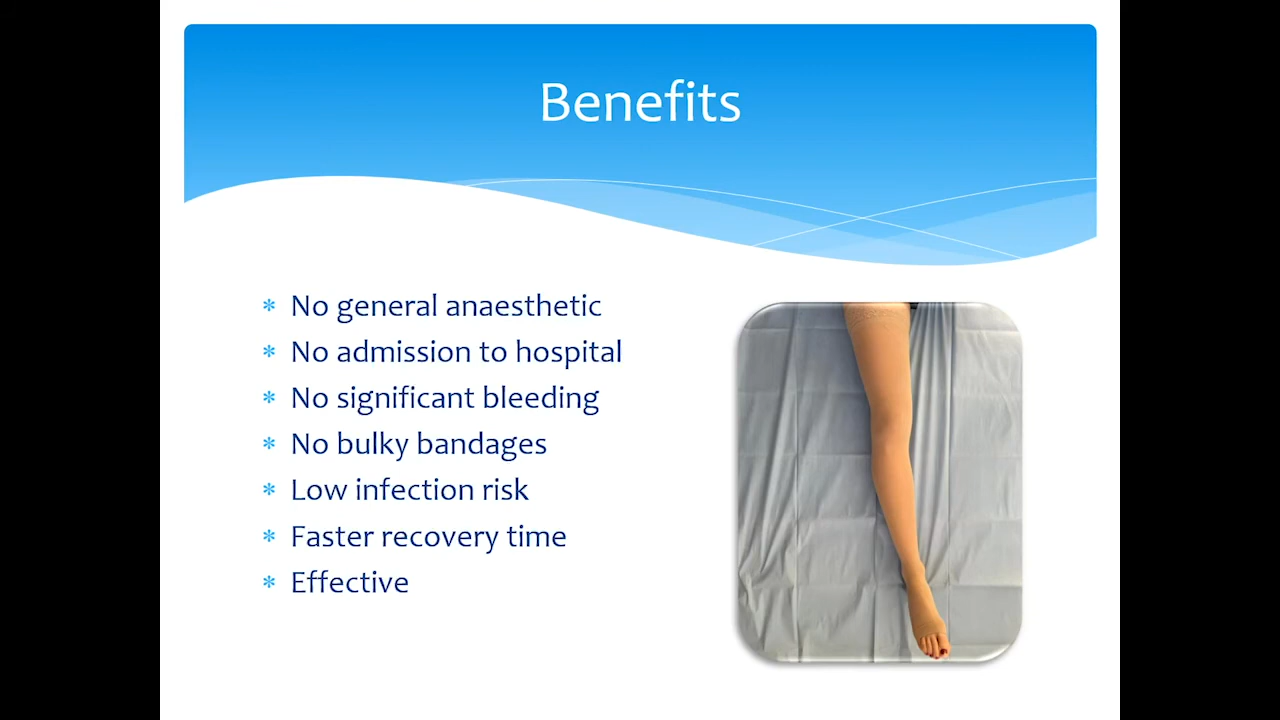 Benefits
No general anaesthetic
No admission to hospital
No significant bleeding
No bulky bandages
Low infection risk
Faster recovery time
Effective